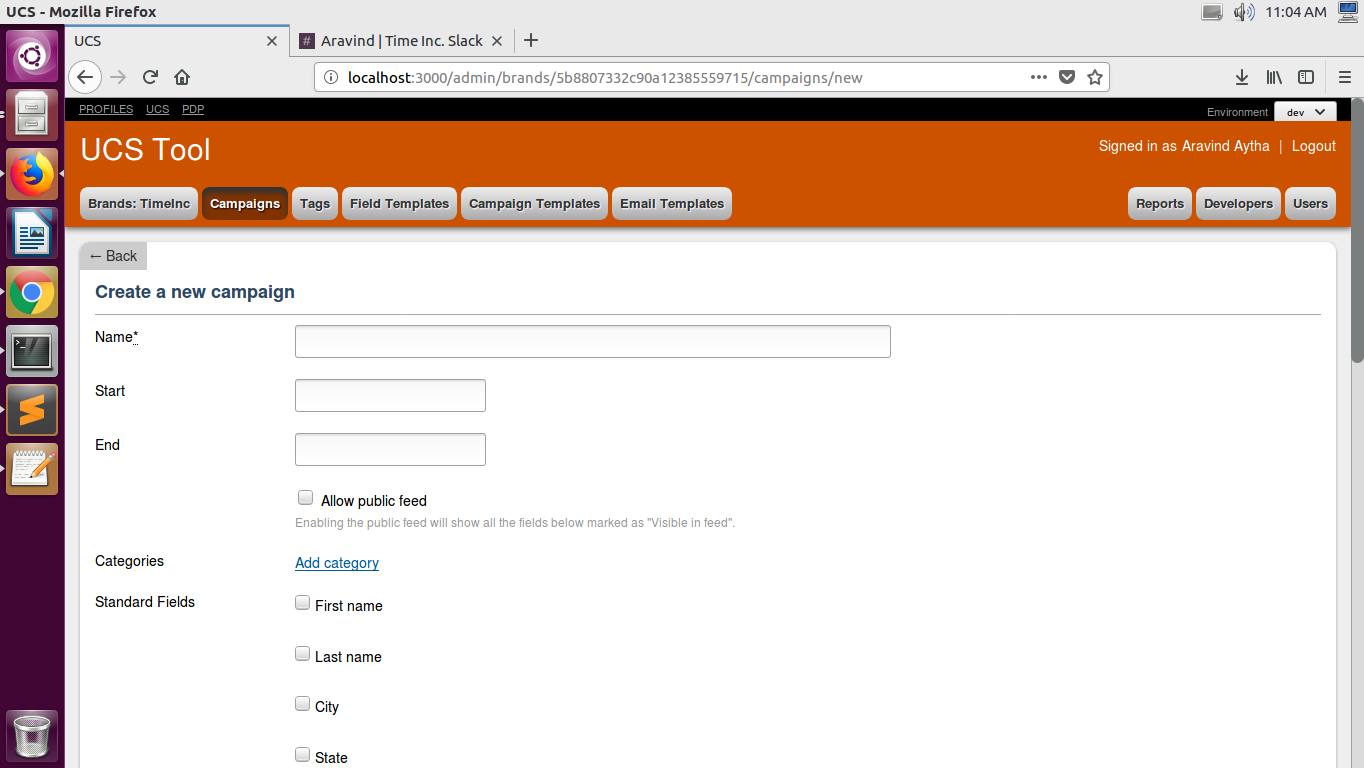 UCS - Mozilla Firefox
11:04 AM
UCS
# Aravind | Time Inc. Slack
localhost:3000/admin/brands/5b8807332c90a12385559715/campaigns/new
PROFILES UCS PDP
Environment dev
UCS Tool
Signed in as Aravind Aytha | Logout
Brands: TimeInc Campaigns Tags Field Templates Campaign Templates Email Templates Reports Developers Users
← Back
Create a new campaign
Name*
Start
End
Allow public feed
Enabling the public feed will show all the fields below marked as "Visible in feed".
Categories Add category
Standard Fields First name
Last name
City
State